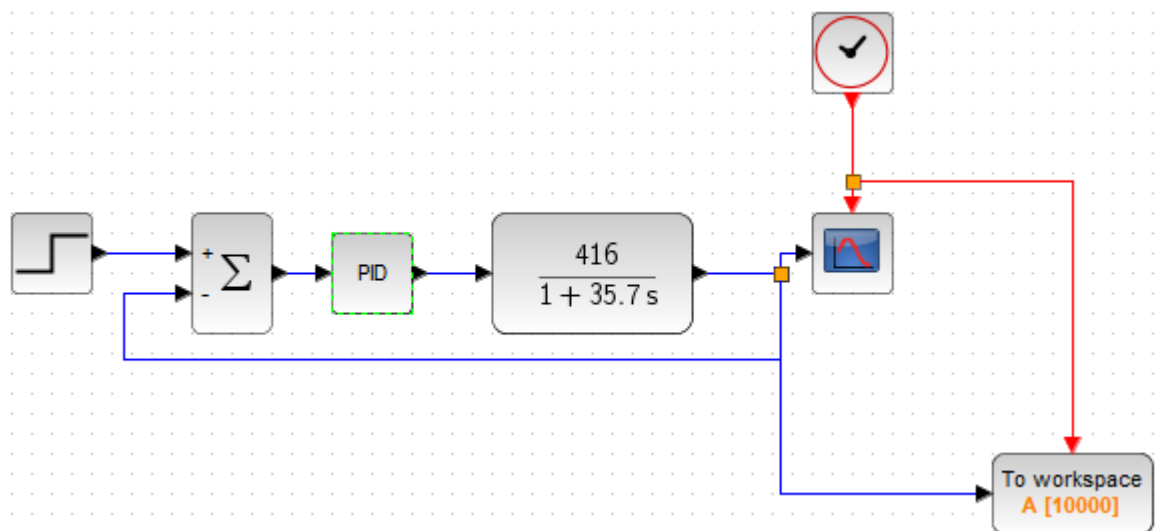 +
-
Σ
PID
416
1 + 35.7 s
To workspace
A [10000]